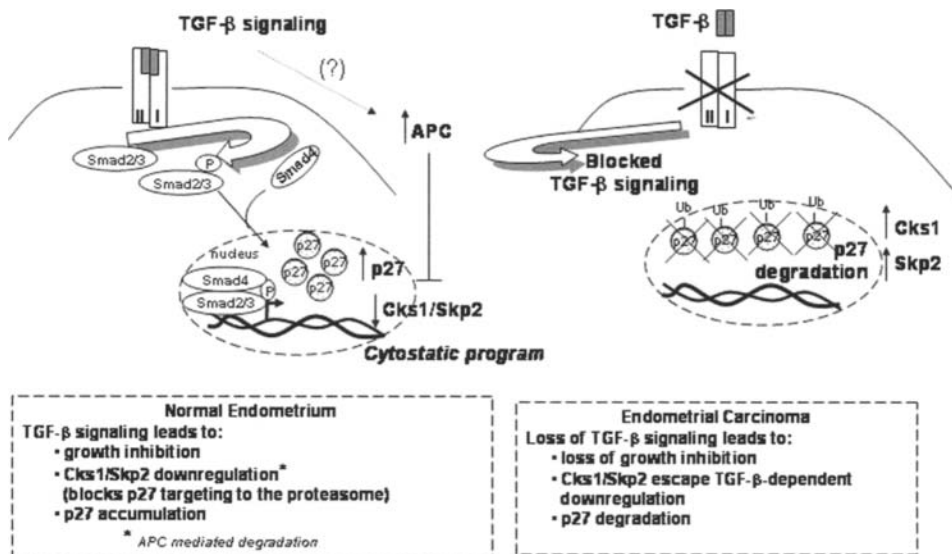 TGF-β signaling
(?)
II I
↑ APC
Smad2/3
P
Smad2/3
Smad4
nucleus
p27
p27
p27
p27
p27
↑ p27
Smad4
P
Smad2/3
↓ Cks1/Skp2
Cytostatic program
TGF-β
II I
Blocked
TGF-β signaling
Ub Ub Ub Ub
p27 p27 p27 p27
p27
degradation
↑ Cks1
↑ Skp2
Normal Endometrium
TGF-β signaling leads to:
• growth inhibition
• Cks1/Skp2 downregulation*
(blocks p27 targeting to the proteasome)
• p27 accumulation
* APC mediated degradation
Endometrial Carcinoma
Loss of TGF-β signaling leads to:
• loss of growth inhibition
• Cks1/Skp2 escape TGF-β-dependent
downregulation
• p27 degradation